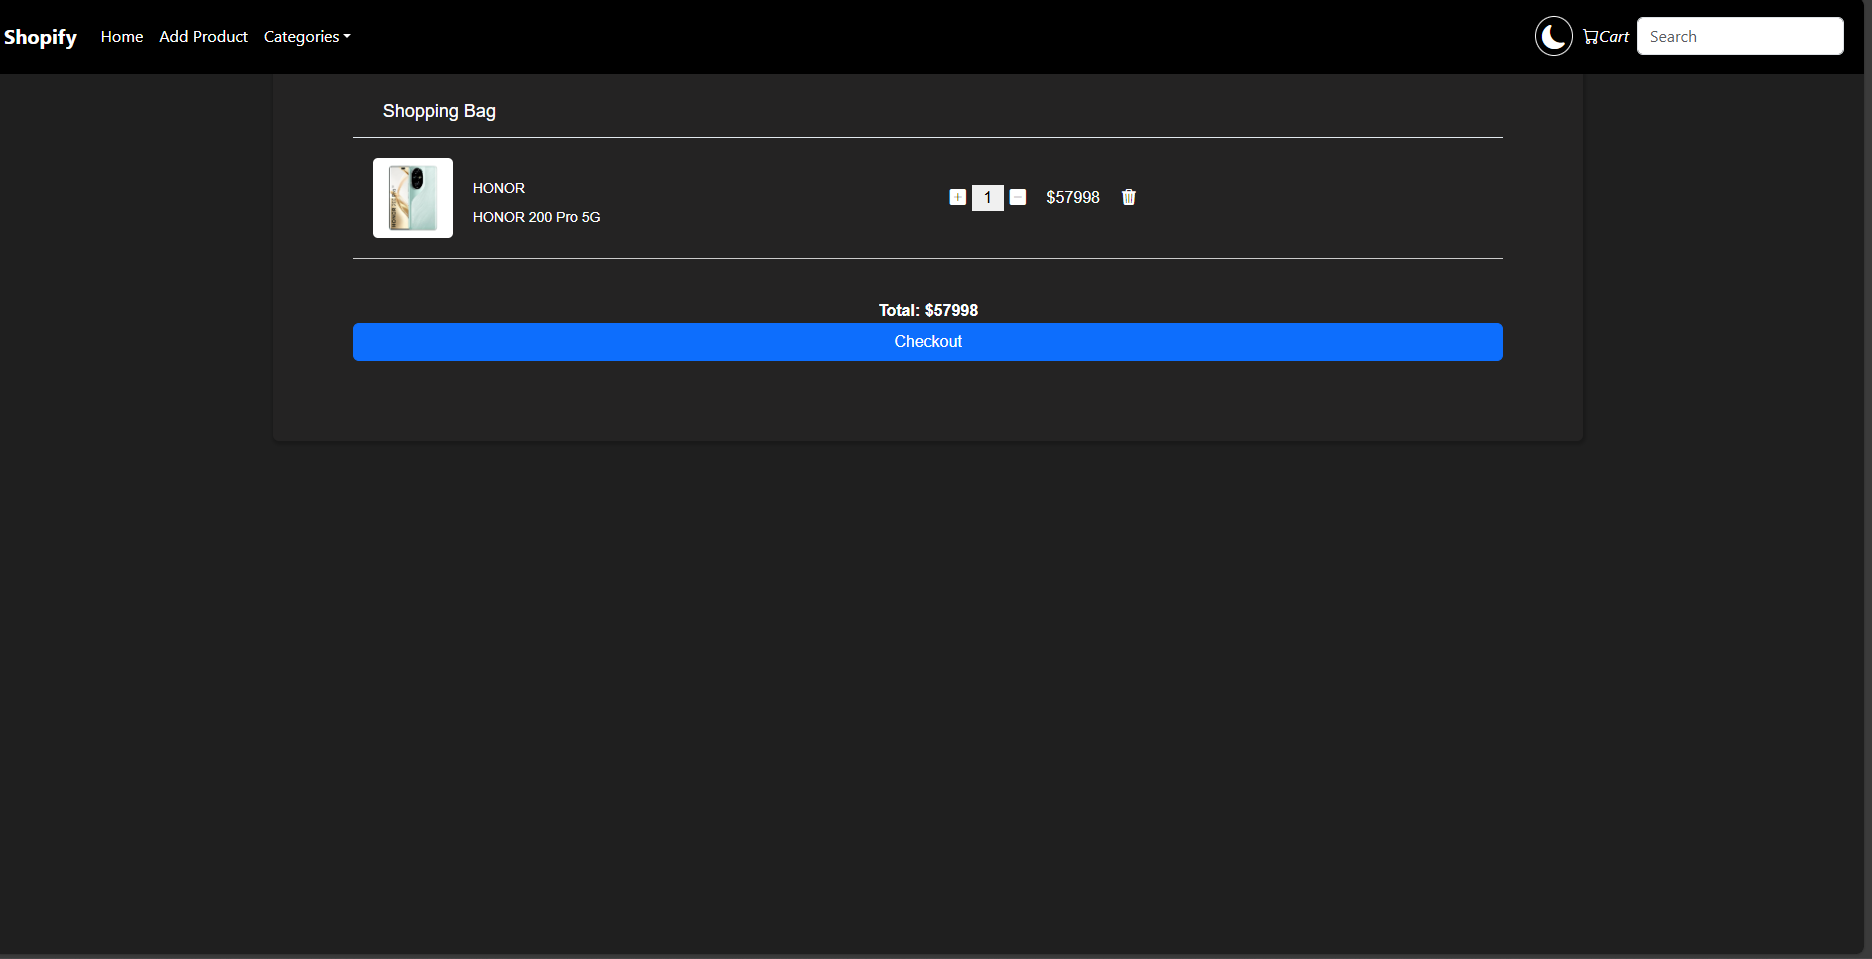 Shopify Home Add Product Categories Cart Search
Shopping Bag
HONOR
HONOR 200 Pro 5G
+ 1 − $57998
Total: $57998
Checkout